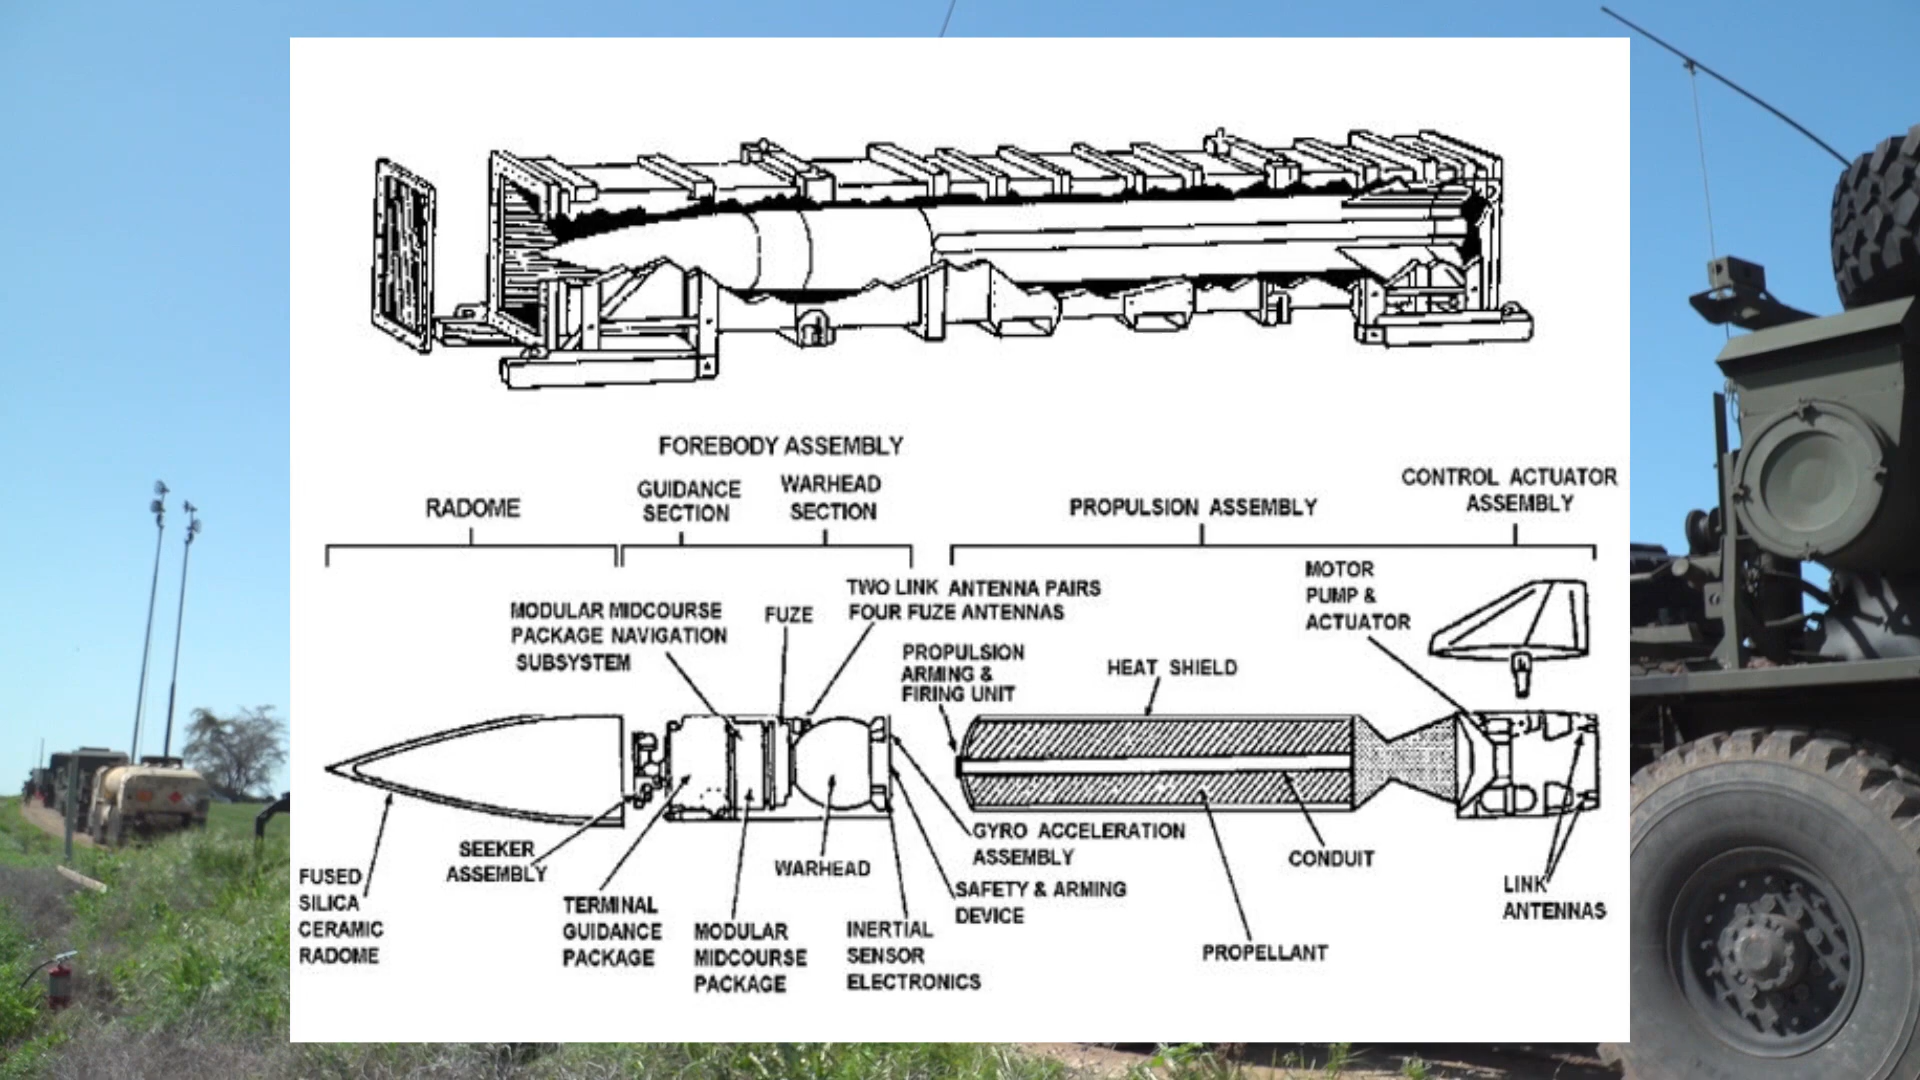 FOREBODY ASSEMBLY
RADOME
GUIDANCE
SECTION
WARHEAD
SECTION
PROPULSION ASSEMBLY
CONTROL ACTUATOR
ASSEMBLY
MODULAR MIDCOURSE
PACKAGE NAVIGATION
SUBSYSTEM
FUZE
TWO LINK ANTENNA PAIRS
FOUR FUZE ANTENNAS
PROPULSION
ARMING &
FIRING UNIT
HEAT SHIELD
MOTOR
PUMP &
ACTUATOR
FUSED
SILICA
CERAMIC
RADOME
SEEKER
ASSEMBLY
TERMINAL
GUIDANCE
PACKAGE
MODULAR
MIDCOURSE
PACKAGE
WARHEAD
INERTIAL
SENSOR
ELECTRONICS
GYRO ACCELERATION
ASSEMBLY
SAFETY & ARMING
DEVICE
PROPELLANT
CONDUIT
LINK
ANTENNAS